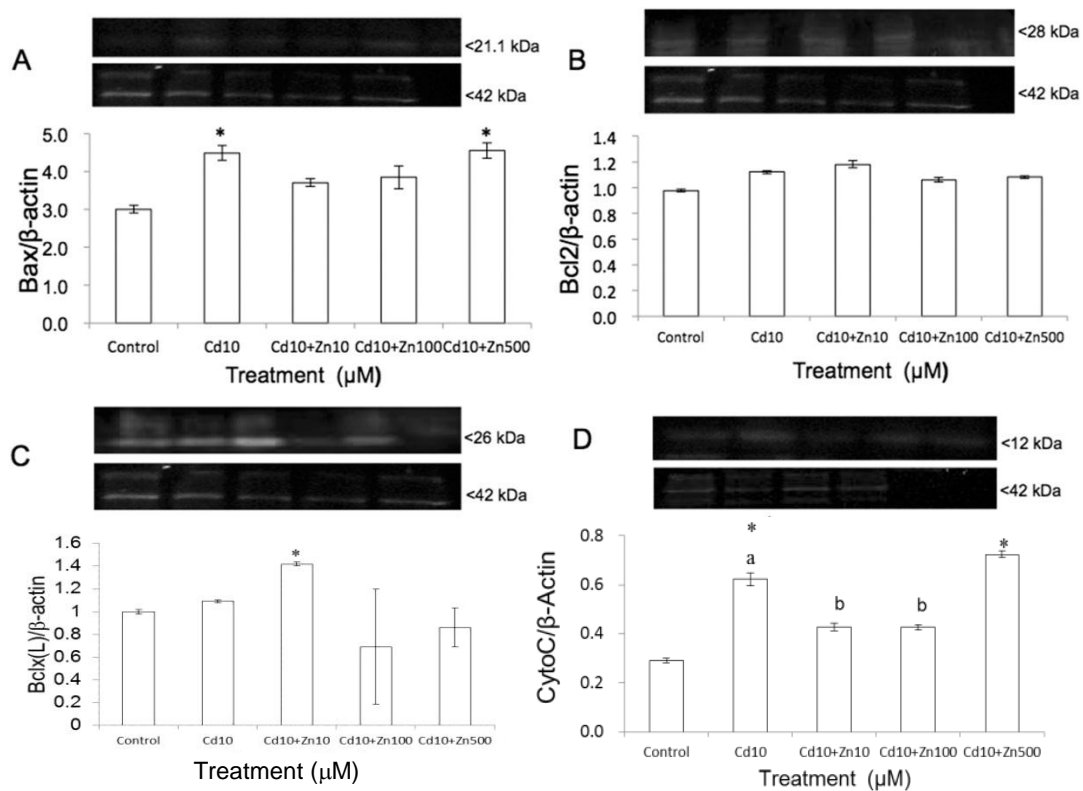 A
<21.1 kDa
<42 kDa
5.0
4.0
3.0
2.0
1.0
0.0
Bax/β-actin
*
*
Control Cd10 Cd10+Zn10 Cd10+Zn100 Cd10+Zn500
Treatment (μM)
B
<28 kDa
<42 kDa
1.4
1.2
1.0
0.8
0.6
0.4
0.2
0.0
Bcl2/β-actin
Control Cd10 Cd10+Zn10 Cd10+Zn100 Cd10+Zn500
Treatment (μM)
C
<26 kDa
<42 kDa
1.6
1.4
1.2
1
0.8
0.6
0.4
0.2
0
Bclx(L)/β-actin
*
Control Cd10 Cd10+Zn10 Cd10+Zn100 Cd10+Zn500
Treatment (μM)
D
<12 kDa
<42 kDa
0.8
0.6
0.4
0.2
0.0
CytoC/β-Actin
*
a
b
b
*
Control Cd10 Cd10+Zn10 Cd10+Zn100 Cd10+Zn500
Treatment (μM)